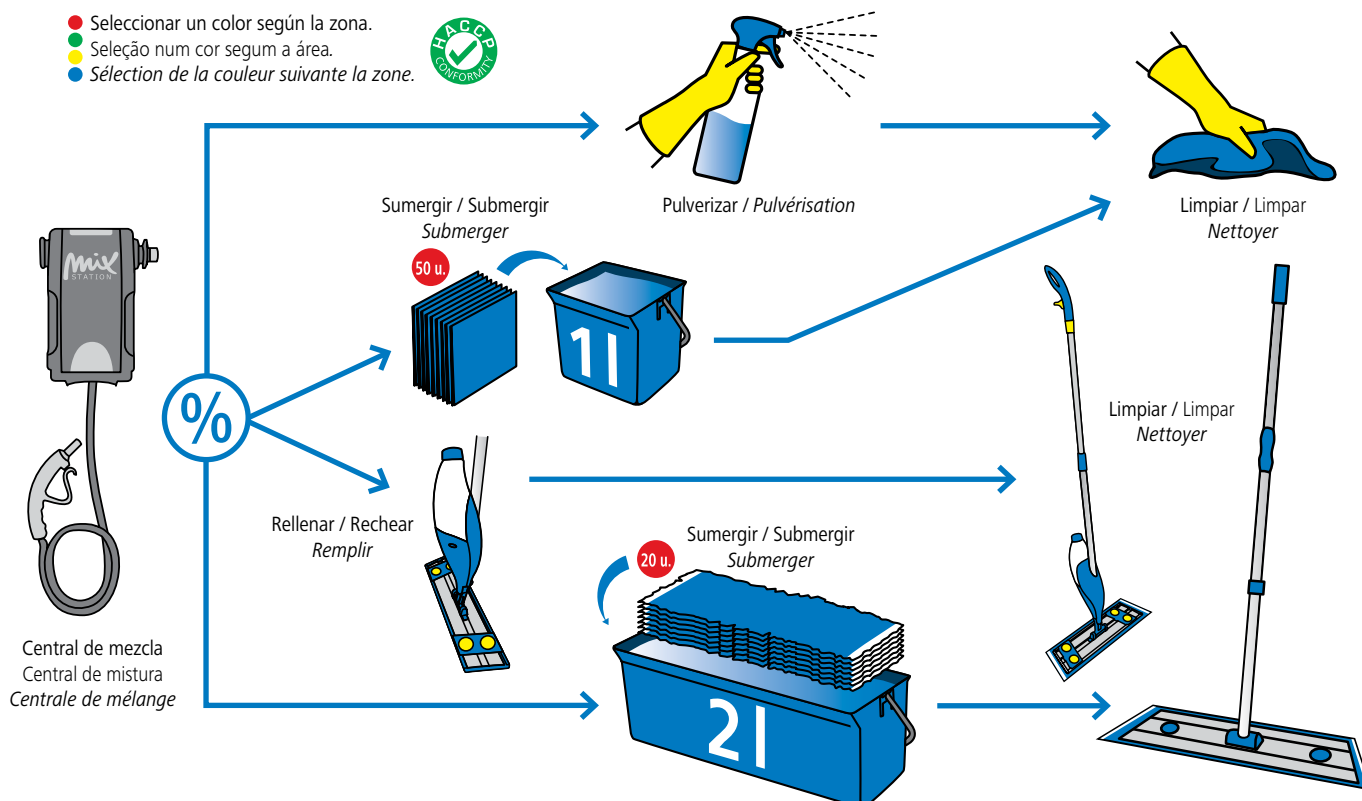 Seleccionar un color según la zona.
Seleção num cor segum a área.
Sélection de la couleur suivante la zone.
HACCP
CONFORMITY
Pulverizar / Pulvérisation
Limpiar / Limpar
Nettoyer
Sumergir / Submergir
Submerger
50 u.
1l
mix
STATION
%
Limpiar / Limpar
Nettoyer
Rellenar / Rechear
Remplir
Sumergir / Submergir
Submerger
20 u.
2l
Central de mezcla
Central de mistura
Centrale de mélange